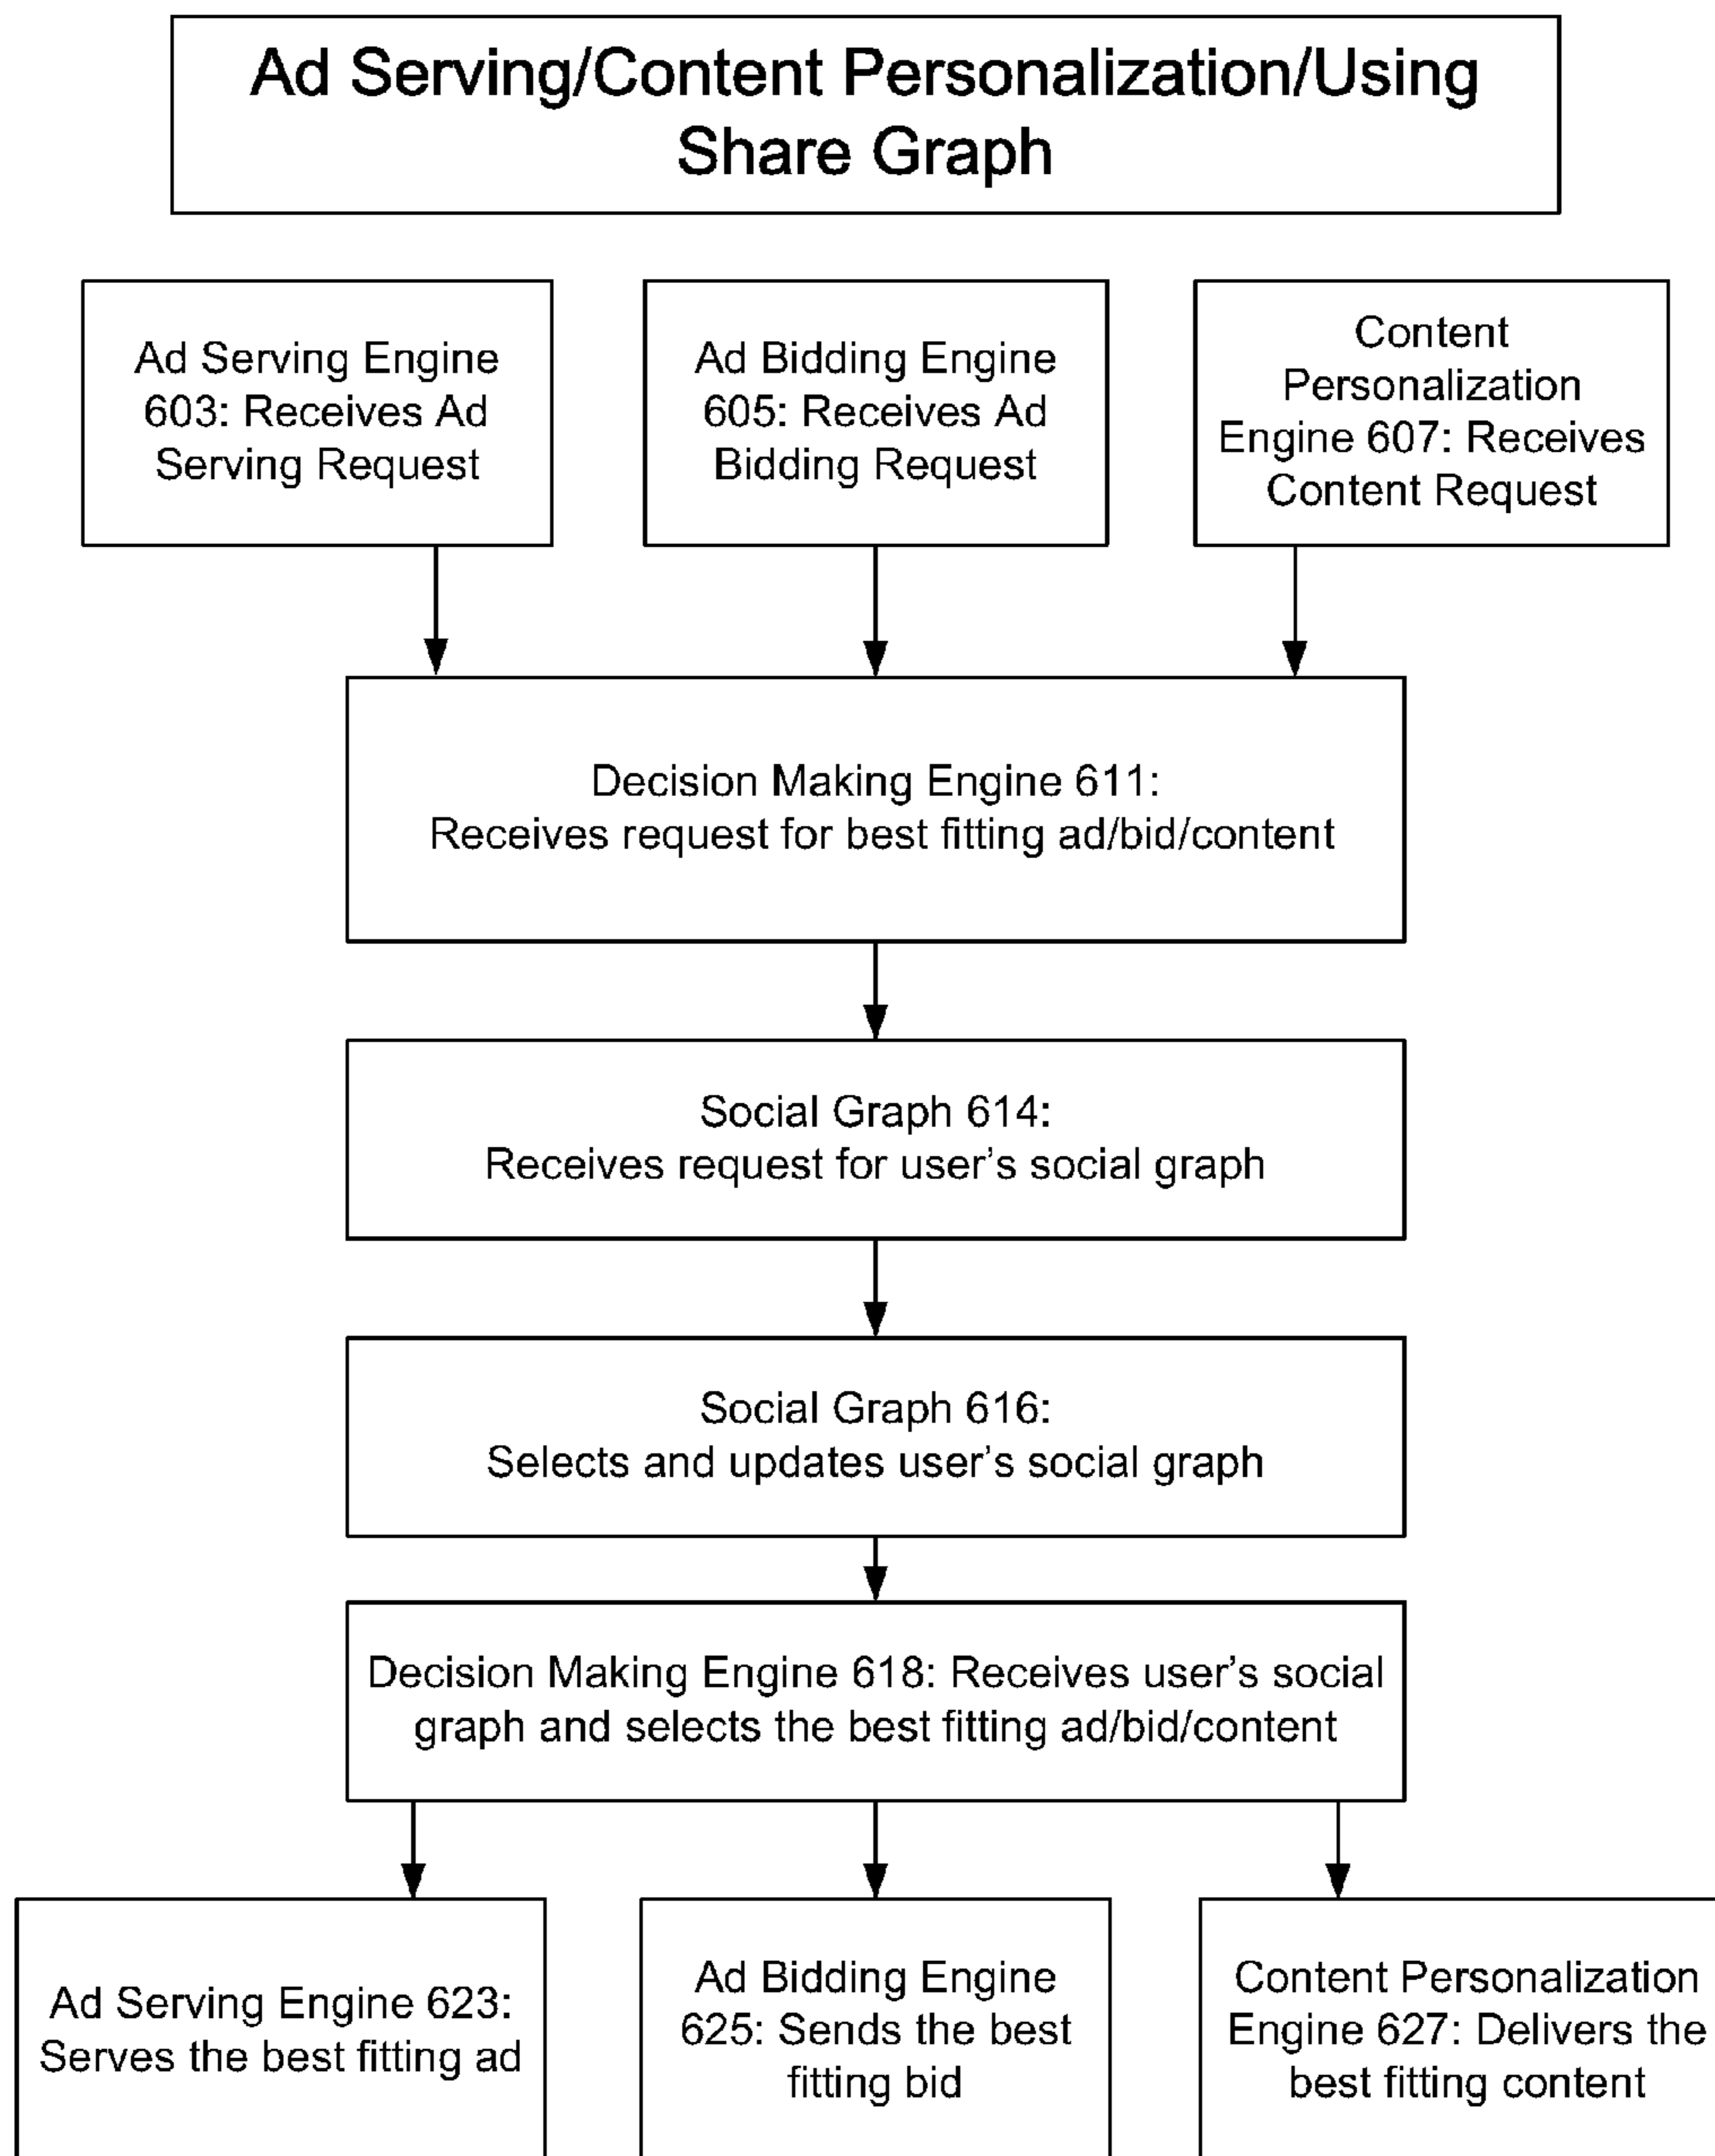 Ad Serving/Content Personalization/Using
Share Graph
Ad Serving Engine
603: Receives Ad
Serving Request
Ad Bidding Engine
605: Receives Ad
Bidding Request
Content
Personalization
Engine 607: Receives
Content Request
Decision Making Engine 611:
Receives request for best fitting ad/bid/content
Social Graph 614:
Receives request for user's social graph
Social Graph 616:
Selects and updates user's social graph
Decision Making Engine 618: Receives user's social
graph and selects the best fitting ad/bid/content
Ad Serving Engine 623:
Serves the best fitting ad
Ad Bidding Engine
625: Sends the best
fitting bid
Content Personalization
Engine 627: Delivers the
best fitting content